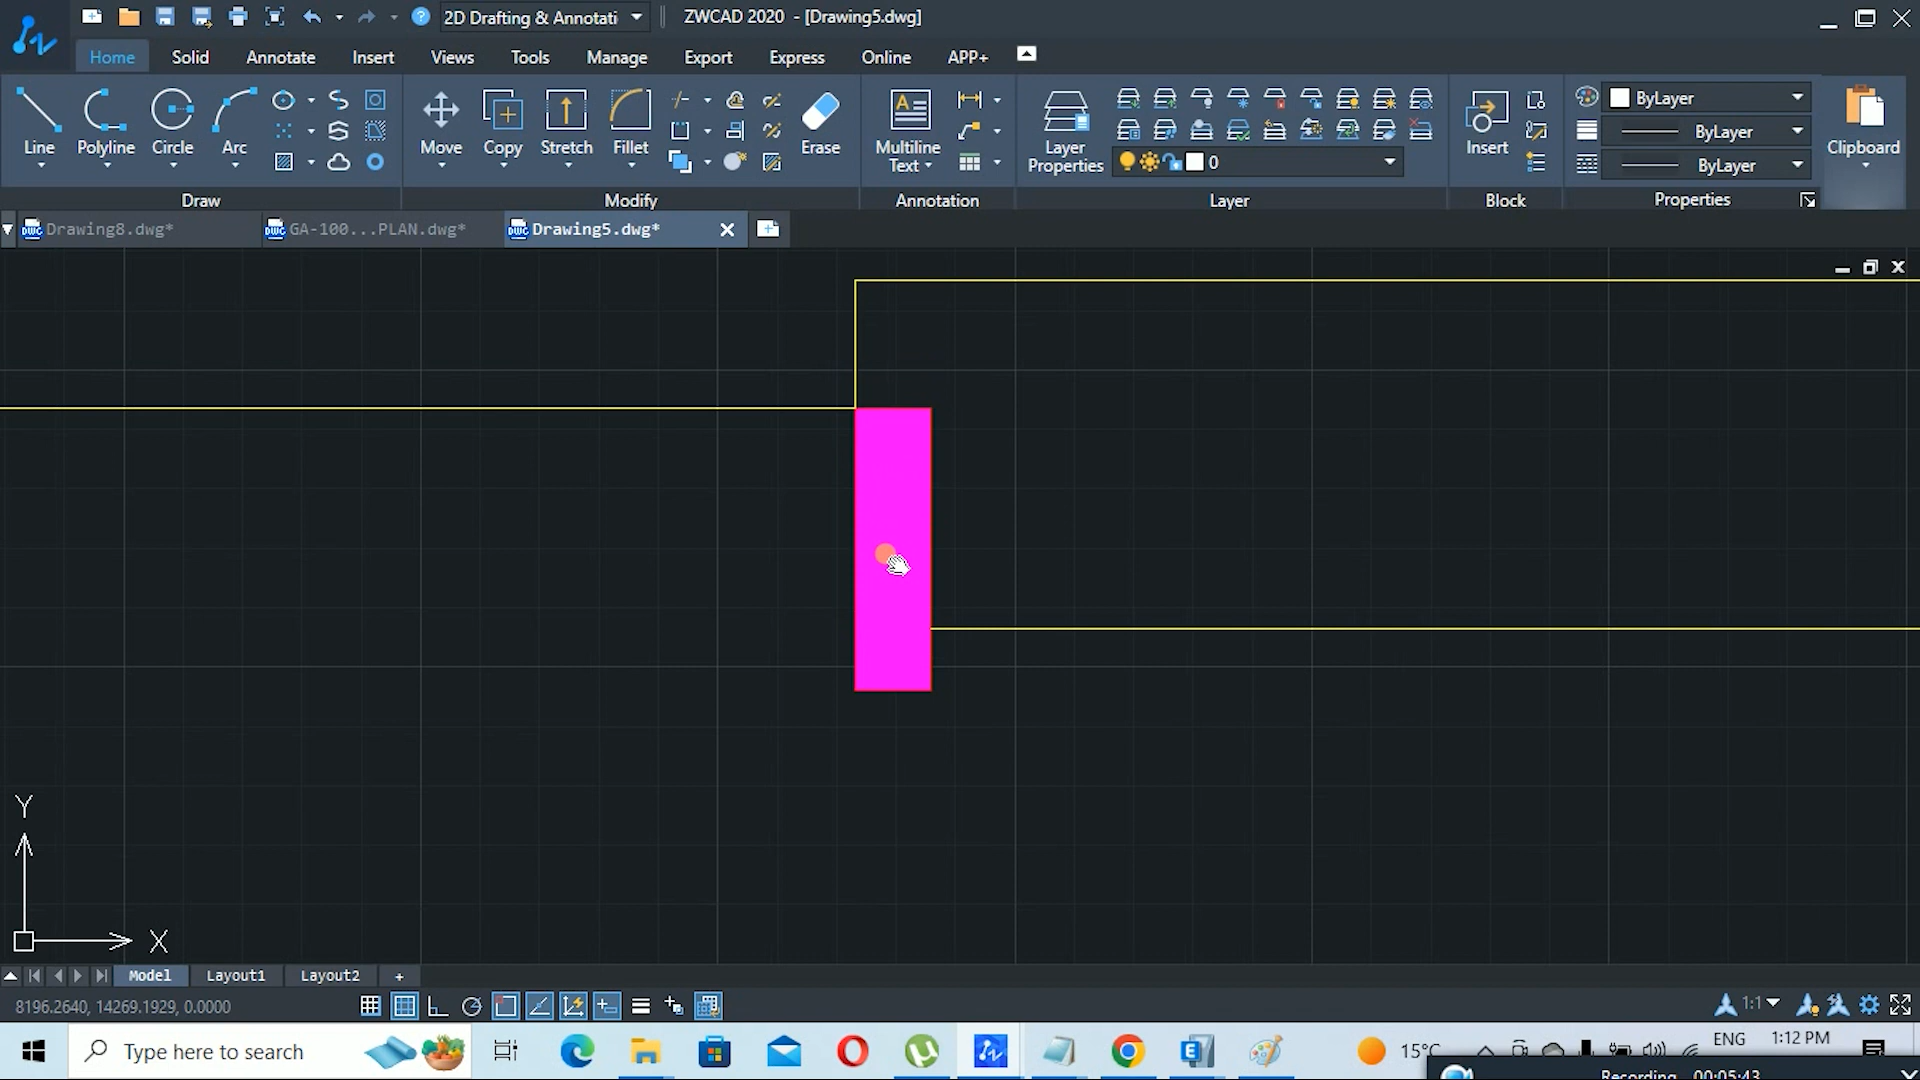 2D Drafting & Annotati
ZWCAD 2020 - [Drawing5.dwg]
Home Solid Annotate Insert Views Tools Manage Export Express Online APP+
Line Polyline Circle Arc Move Copy Stretch Fillet Erase Multiline Text Layer Properties Insert Clipboard
ByLayer
ByLayer
ByLayer
0
Draw Modify Annotation Layer Block Properties
Drawing8.dwg* GA-100...PLAN.dwg* Drawing5.dwg*
Y
X
Model Layout1 Layout2 +
8196.2640, 14269.1929, 0.0000 1:1
Type here to search 15°C ENG 1:12 PM
Recording 00:05:43